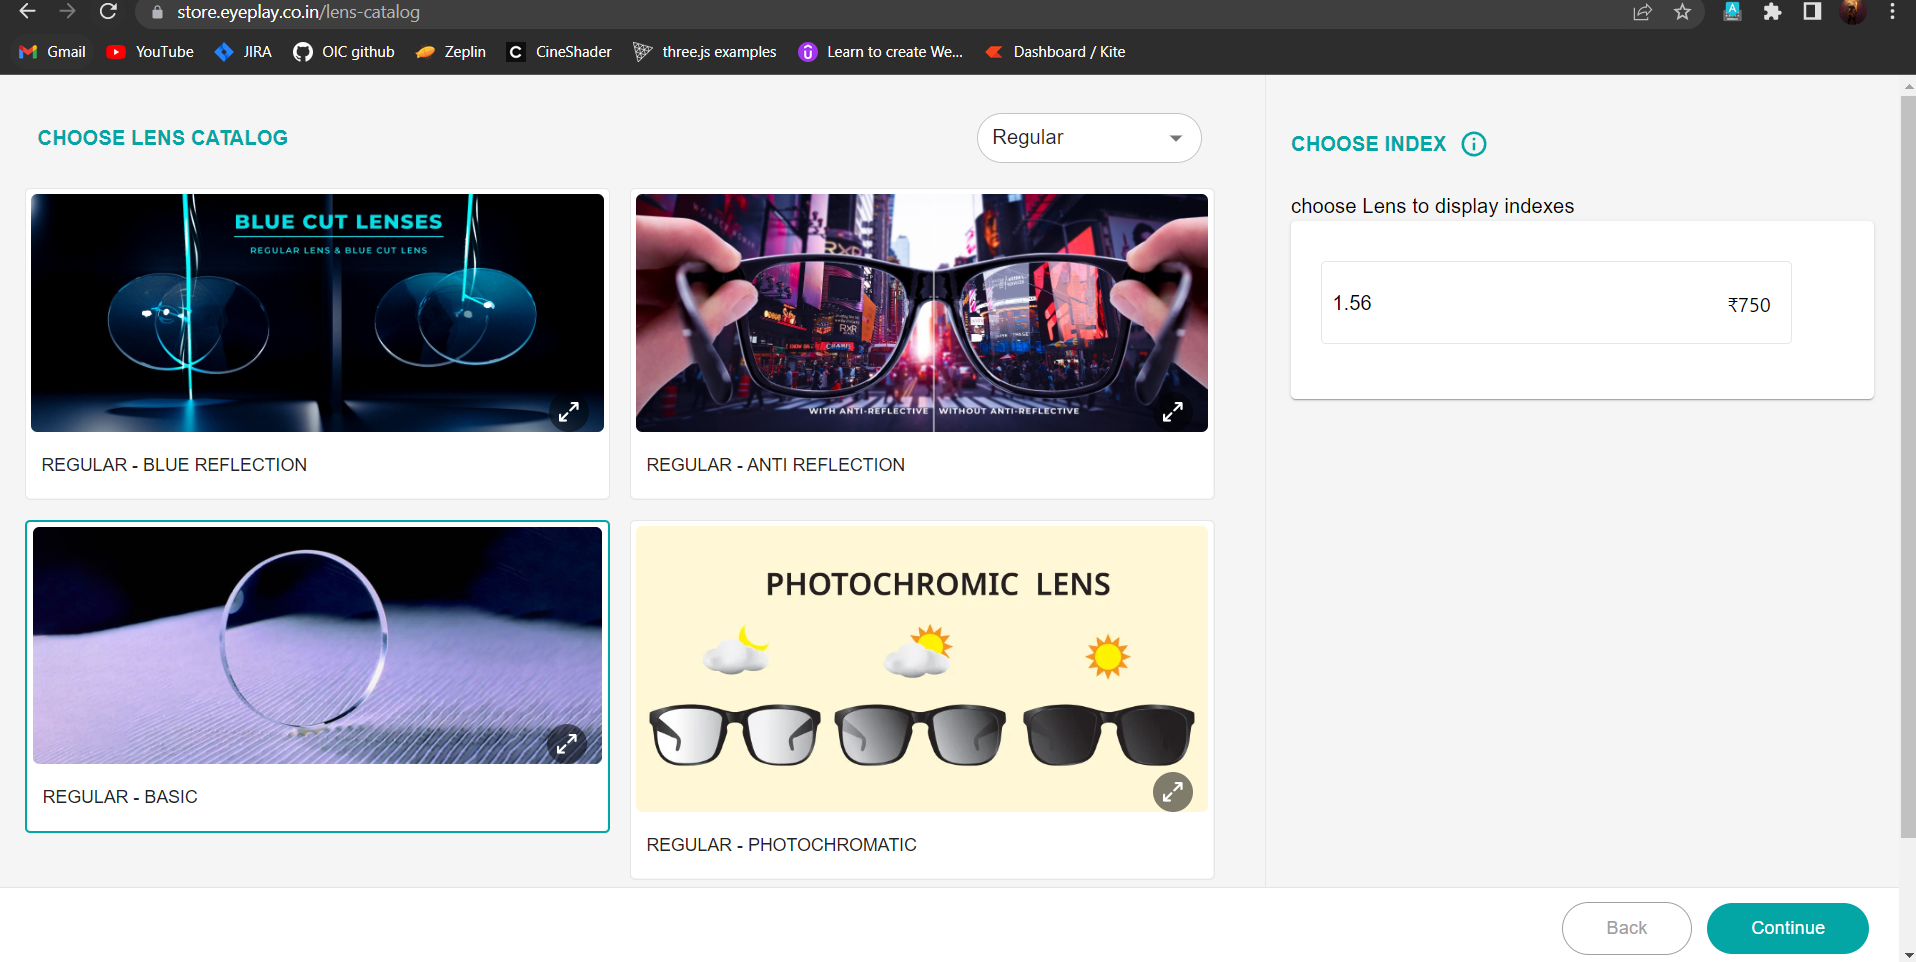 store.eyeplay.co.in/lens-catalog
Gmail
YouTube
JIRA
OIC github
Zeplin
CineShader
three.js examples
Learn to create We...
Dashboard / Kite
CHOOSE LENS CATALOG
Regular
CHOOSE INDEX
choose Lens to display indexes
1.56
₹750
BLUE CUT LENSES
REGULAR LENS & BLUE CUT LENS
REGULAR - BLUE REFLECTION
WITH ANTI-REFLECTIVE
WITHOUT ANTI-REFLECTIVE
REGULAR - ANTI REFLECTION
REGULAR - BASIC
PHOTOCHROMIC LENS
REGULAR - PHOTOCHROMATIC
Back
Continue